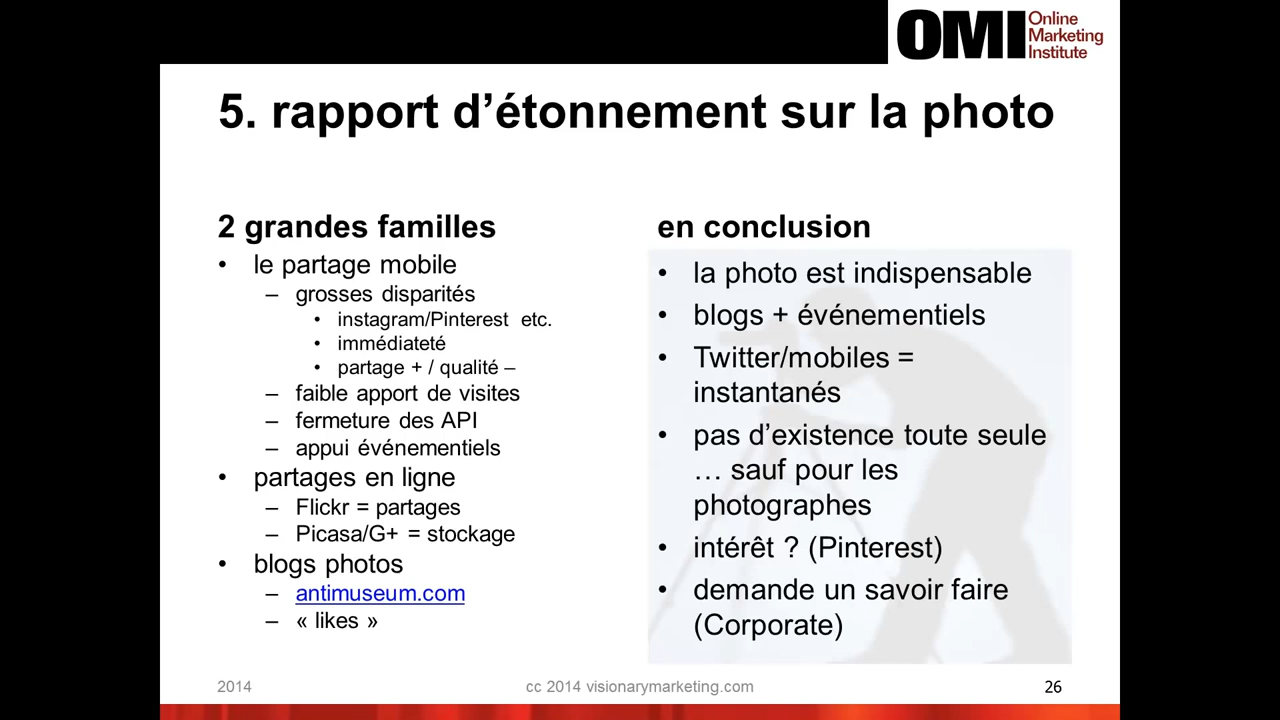 OMI Online
Marketing
Institute
5. rapport d’étonnement sur la photo
2 grandes familles
• le partage mobile
– grosses disparités
• instagram/Pinterest etc.
• immédiateté
• partage + / qualité –
– faible apport de visites
– fermeture des API
– appui événementiels
• partages en ligne
– Flickr = partages
– Picasa/G+ = stockage
• blogs photos
– antimuseum.com
– « likes »
en conclusion
• la photo est indispensable
• blogs + événementiels
• Twitter/mobiles =
instantanés
• pas d’existence toute seule
… sauf pour les
photographes
• intérêt ? (Pinterest)
• demande un savoir faire
(Corporate)
2014
cc 2014 visionarymarketing.com
26